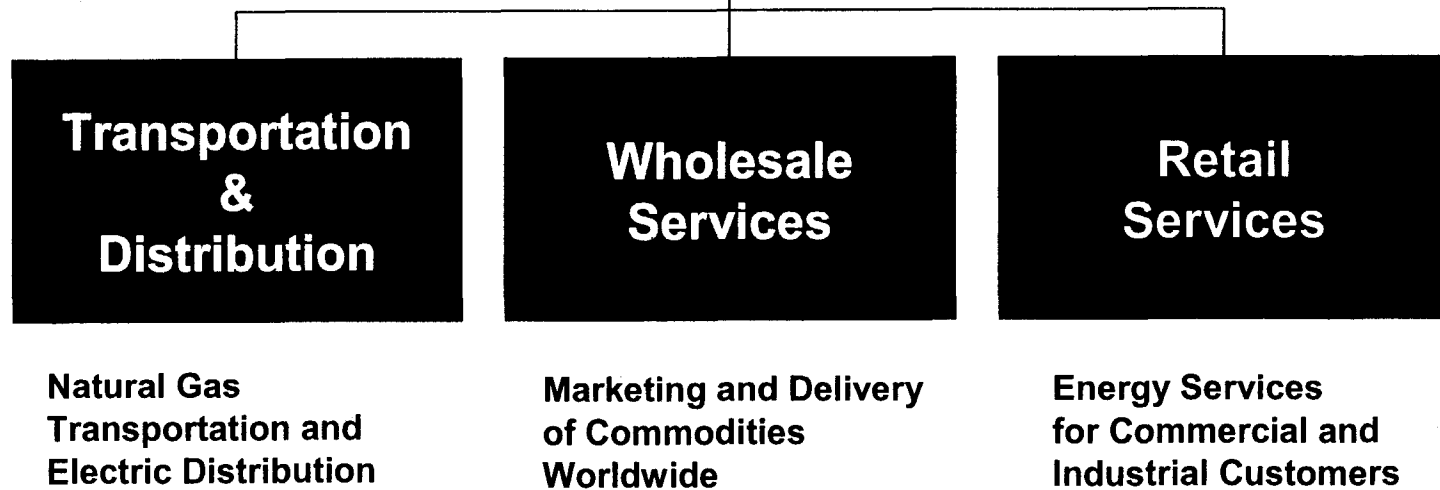 Transportation
&
Distribution
Wholesale
Services
Retail
Services
Natural Gas
Transportation and
Electric Distribution
Marketing and Delivery
of Commodities
Worldwide
Energy Services
for Commercial and
Industrial Customers